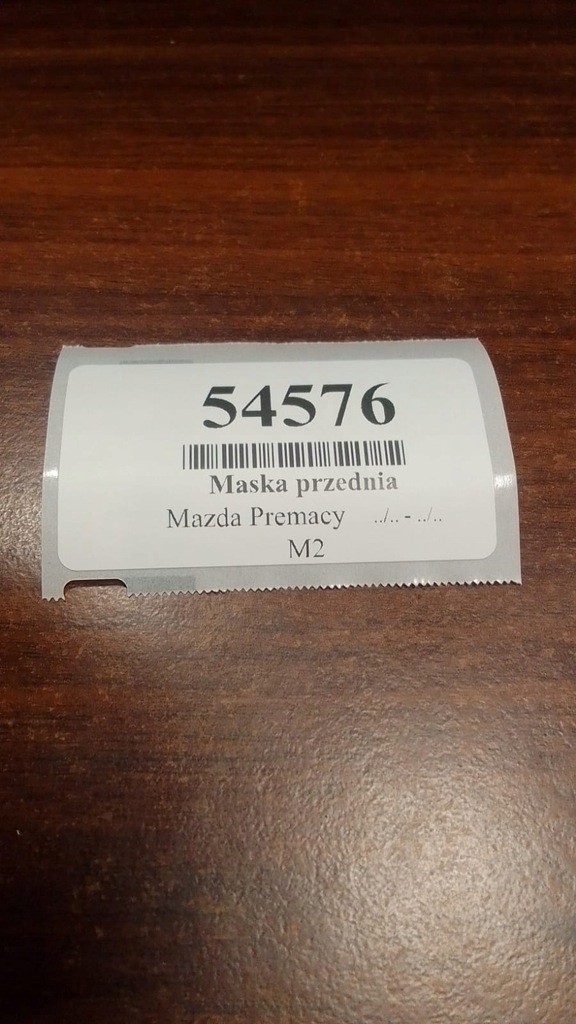 54576
Maska przednia
Mazda Premacy ../.. - ../..
M2